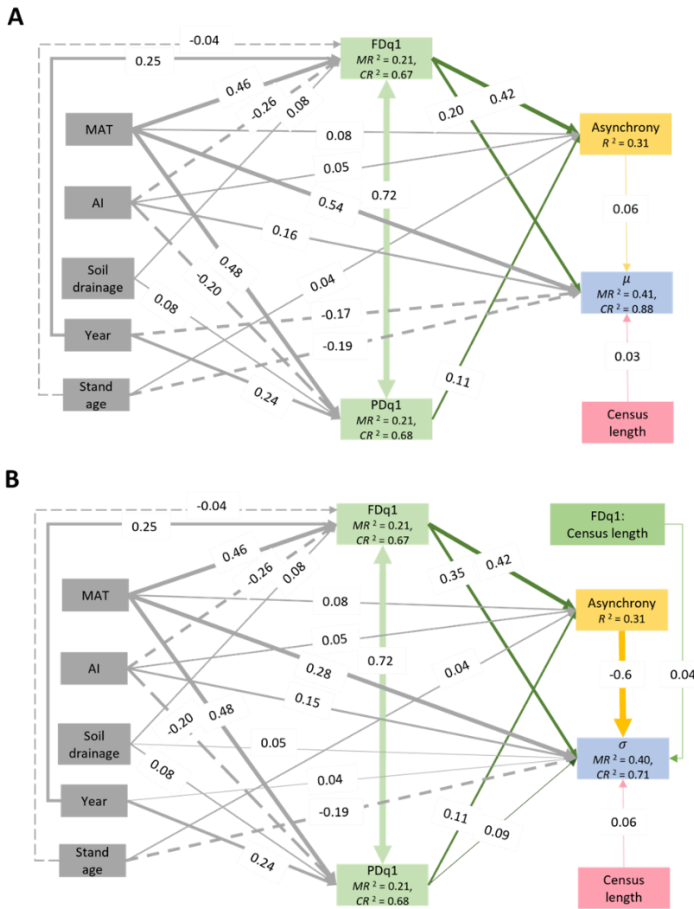 A
-0.04
FDq1
MR² = 0.21,
CR² = 0.67
0.25
0.46
-0.26
0.08
0.20
0.42
MAT
0.08
Asynchrony
R² = 0.31
0.05
0.72
AI
0.54
0.06
0.16
0.48
-0.20
Soil
drainage
0.04
μ
MR² = 0.41,
CR² = 0.88
0.08
Year
-0.17
-0.19
0.03
Stand
age
0.24
0.11
PDq1
MR² = 0.21,
CR² = 0.68
Census
length
B
-0.04
FDq1
MR² = 0.21,
CR² = 0.67
FDq1:
Census length
0.25
0.46
-0.26
0.08
0.35
0.42
MAT
0.08
Asynchrony
R² = 0.31
0.05
0.72
0.04
AI
0.28
-0.6
0.04
0.15
-0.20
0.48
Soil
drainage
0.05
σ
MR² = 0.40,
CR² = 0.71
0.08
0.04
Year
-0.19
0.11
0.09
0.06
Stand
age
0.24
PDq1
MR² = 0.21,
CR² = 0.68
Census
length